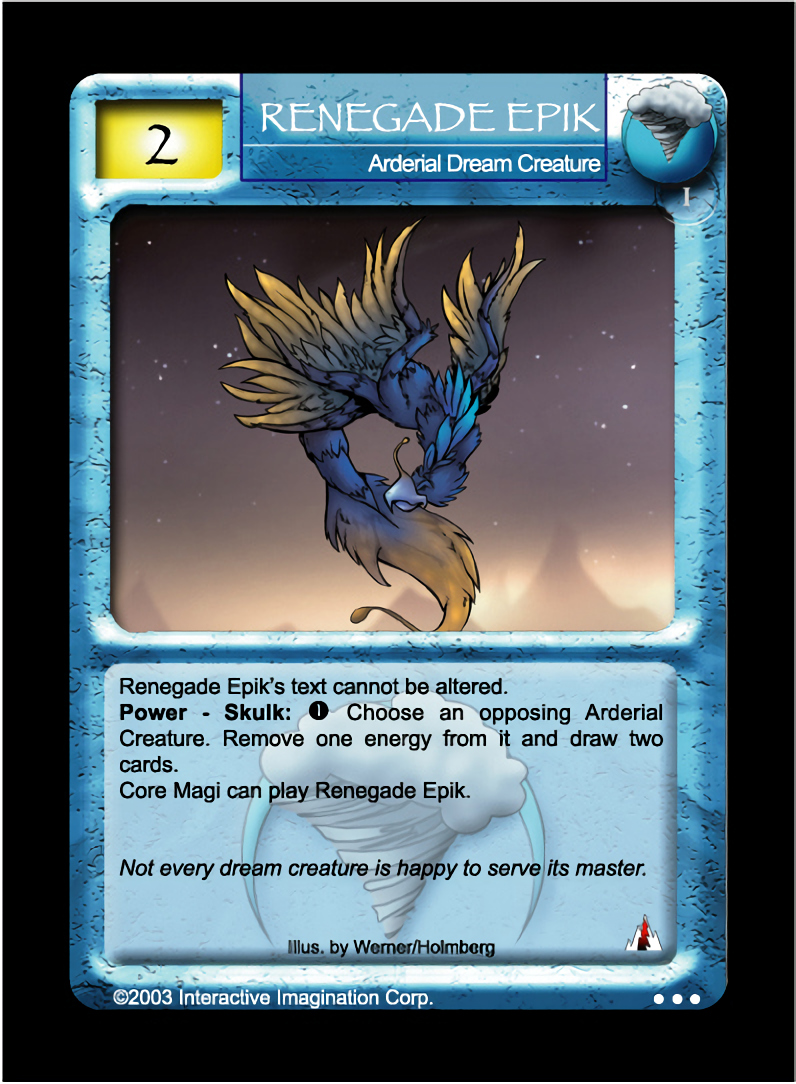 2
RENEGADE EPIK
Arderial Dream Creature
I
Renegade Epik's text cannot be altered.
Power - Skulk: ❶ Choose an opposing Arderial
Creature. Remove one energy from it and draw two
cards.
Core Magi can play Renegade Epik.
Not every dream creature is happy to serve its master.
Illus. by Werner/Holmberg
©2003 Interactive Imagination Corp.